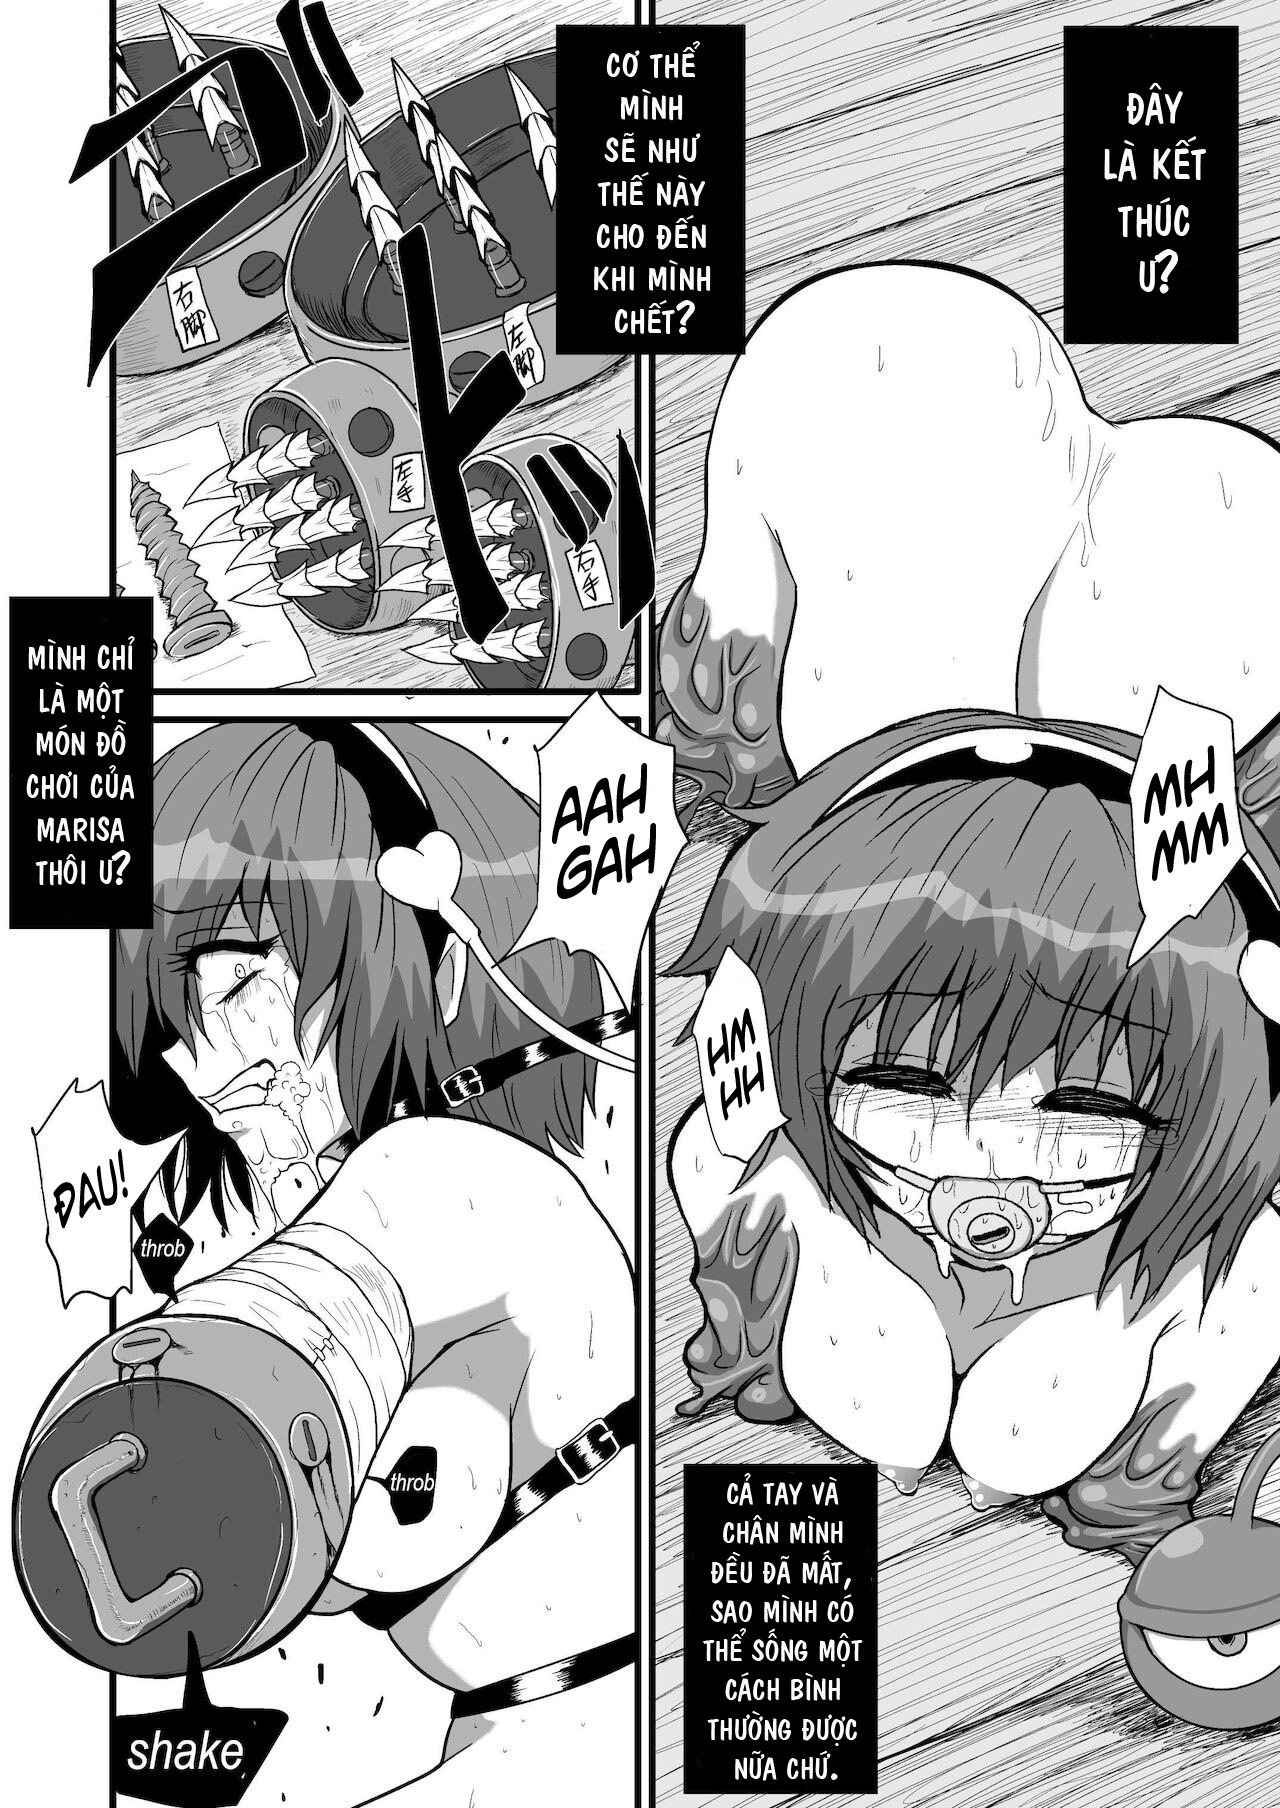 ĐÂY
LÀ KẾT
THÚC
Ư?
MH
MM
HM
HH
CẢ TAY VÀ
CHÂN MÌNH
ĐỀU ĐÃ MẤT,
SAO MÌNH CÓ
THỂ SỐNG MỘT
CÁCH BÌNH
THƯỜNG ĐƯỢC
NỮA CHỨ.
CƠ THỂ
MÌNH
SẼ NHƯ
THẾ NÀY
CHO ĐẾN
KHI MÌNH
CHẾT?
右脚
左脚
左手
右手
MÌNH CHỈ
LÀ MỘT
MÓN ĐỒ
CHƠI CỦA
MARISA
THÔI Ư?
AAH
GAH
ĐAU!
throb
throb
shake